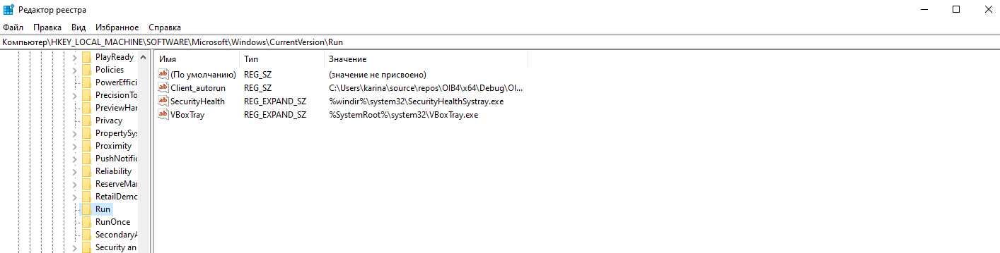 Редактор реестра
Файл Правка Вид Избранное Справка
Компьютер\HKEY_LOCAL_MACHINE\SOFTWARE\Microsoft\Windows\CurrentVersion\Run
PlayReady
Policies
PowerEffici
PrecisionTo
PreviewHan
Privacy
PropertySys
Proximity
PushNotific
Reliability
ReserveMan
RetailDemo
Run
RunOnce
SecondaryA
Security an
Имя Тип Значение
(По умолчанию) REG_SZ (значение не присвоено)
Client_autorun REG_SZ C:\Users\karina\source\repos\OIB4\x64\Debug\OI...
SecurityHealth REG_EXPAND_SZ %windir%\system32\SecurityHealthSystray.exe
VBoxTray REG_EXPAND_SZ %SystemRoot%\system32\VBoxTray.exe